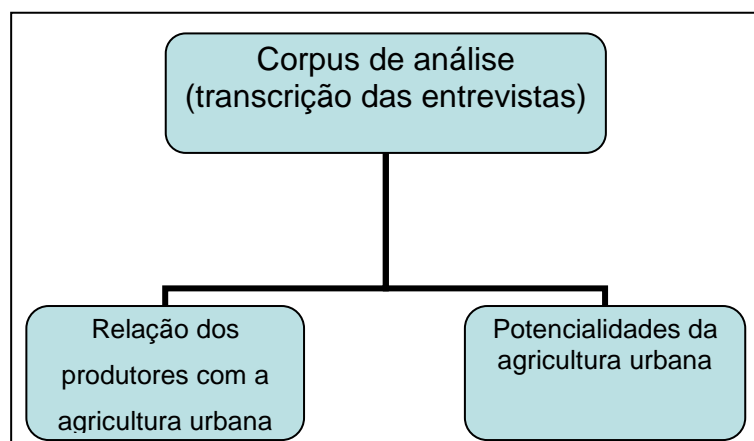 Corpus de análise
(transcrição das entrevistas)
Relação dos
produtores com a
agricultura urbana
Potencialidades da
agricultura urbana